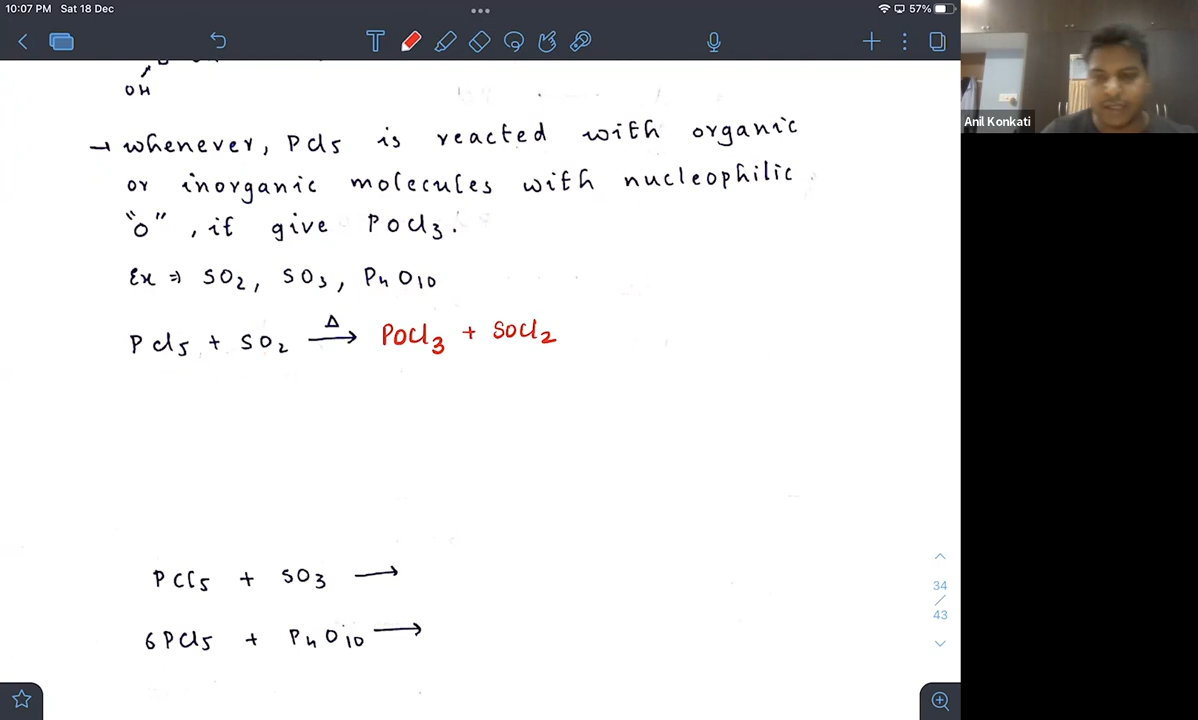 10:07 PM Sat 18 Dec
57%
Anil Konkati
OH
→ whenever, PCl5 is reacted with organic
or inorganic molecules with nucleophilic
"O", it give POCl3.
Ex ⇒ SO2, SO3, P4O10
PCl5 + SO2 Δ→ POCl3 + SOCl2
PCl5 + SO3 →
6PCl5 + P4O10 →
34
/
43